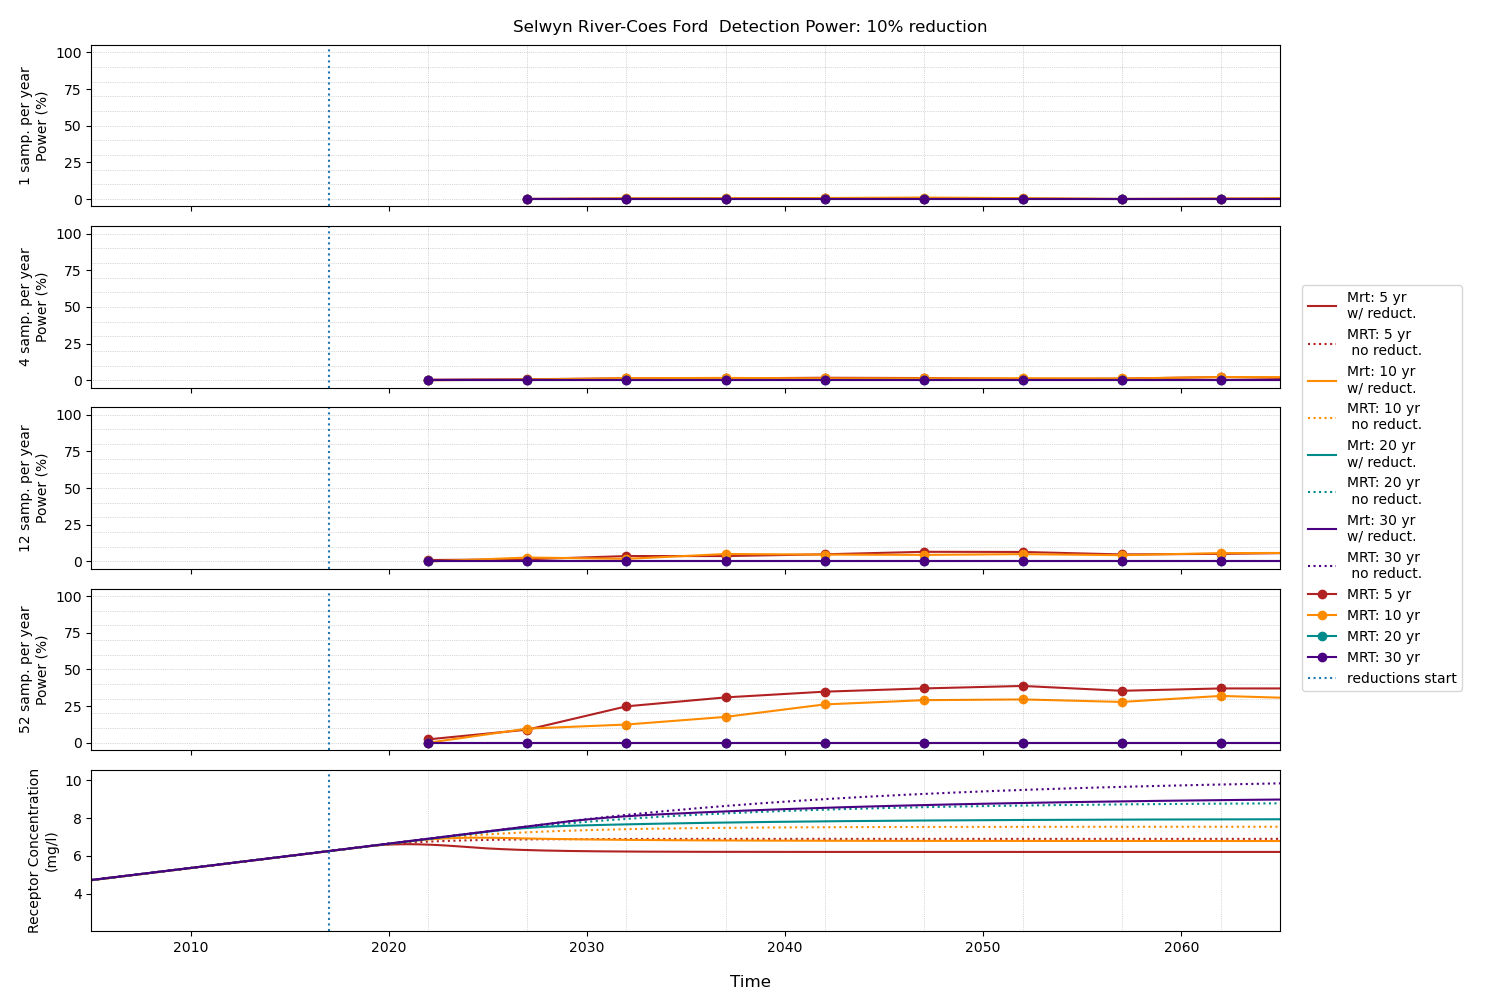 Selwyn River-Coes Ford  Detection Power: 10% reduction
1 samp. per year
Power (%)
100
75
50
25
0
4 samp. per year
Power (%)
100
75
50
25
0
12 samp. per year
Power (%)
100
75
50
25
0
52 samp. per year
Power (%)
100
75
50
25
0
Receptor Concentration
(mg/l)
10
8
6
4
2010
2020
2030
2040
2050
2060
Time
Mrt: 5 yr
w/ reduct.
MRT: 5 yr
no reduct.
Mrt: 10 yr
w/ reduct.
MRT: 10 yr
no reduct.
Mrt: 20 yr
w/ reduct.
MRT: 20 yr
no reduct.
Mrt: 30 yr
w/ reduct.
MRT: 30 yr
no reduct.
MRT: 5 yr
MRT: 10 yr
MRT: 20 yr
MRT: 30 yr
reductions start